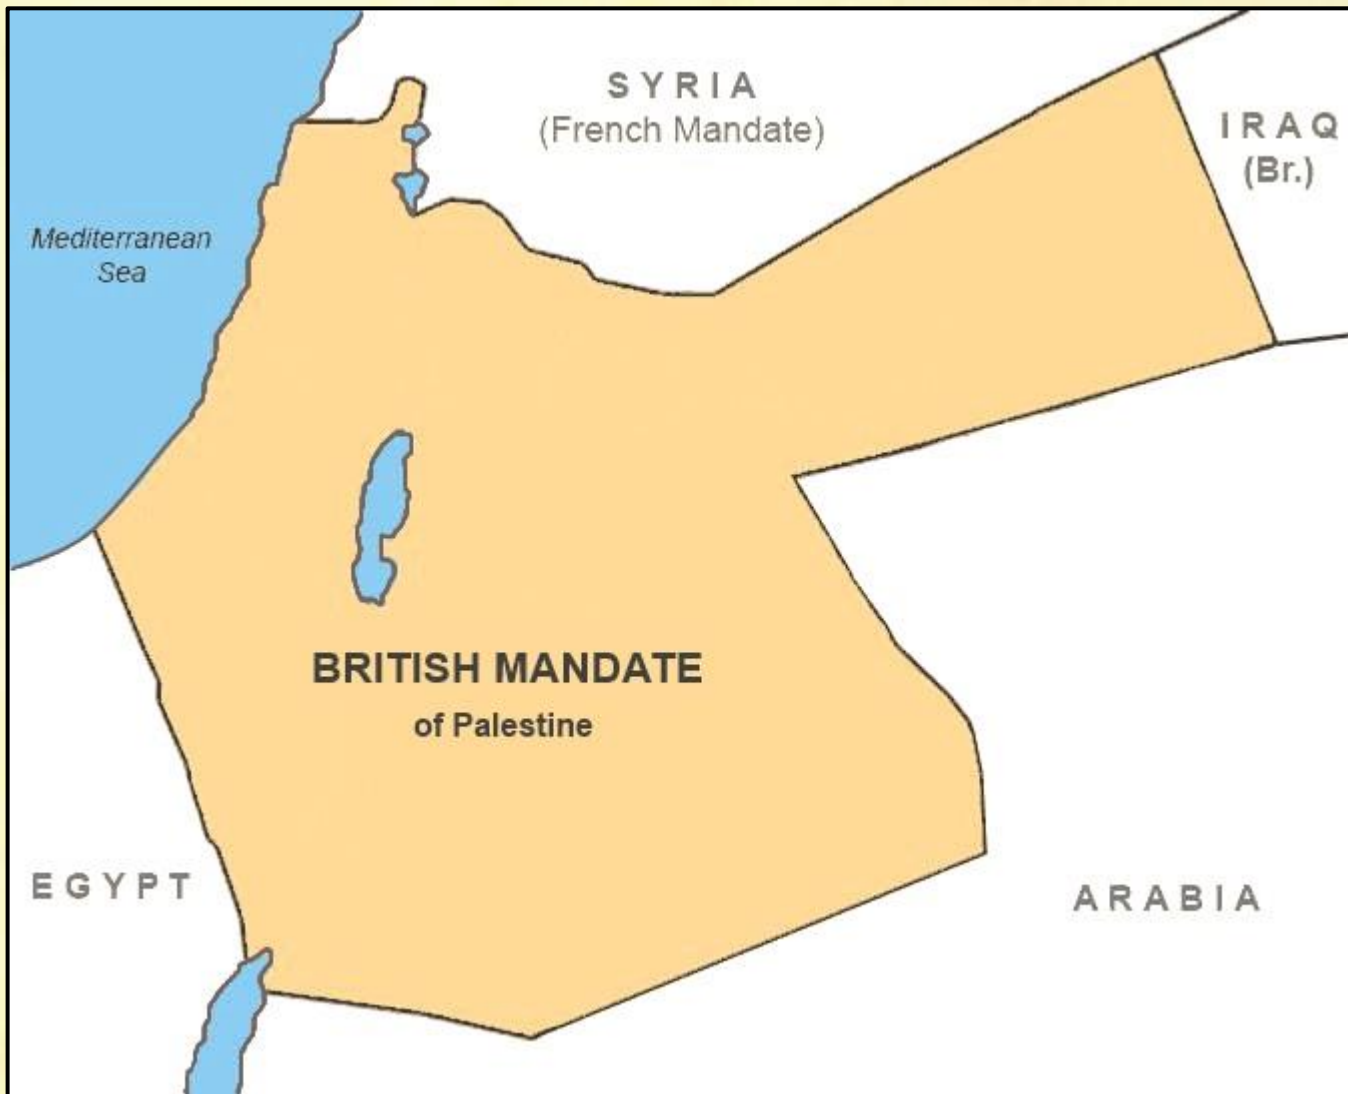 SYRIA
(French Mandate)
IRAQ
(Br.)
Mediterranean
Sea
BRITISH MANDATE
of Palestine
EGYPT
ARABIA